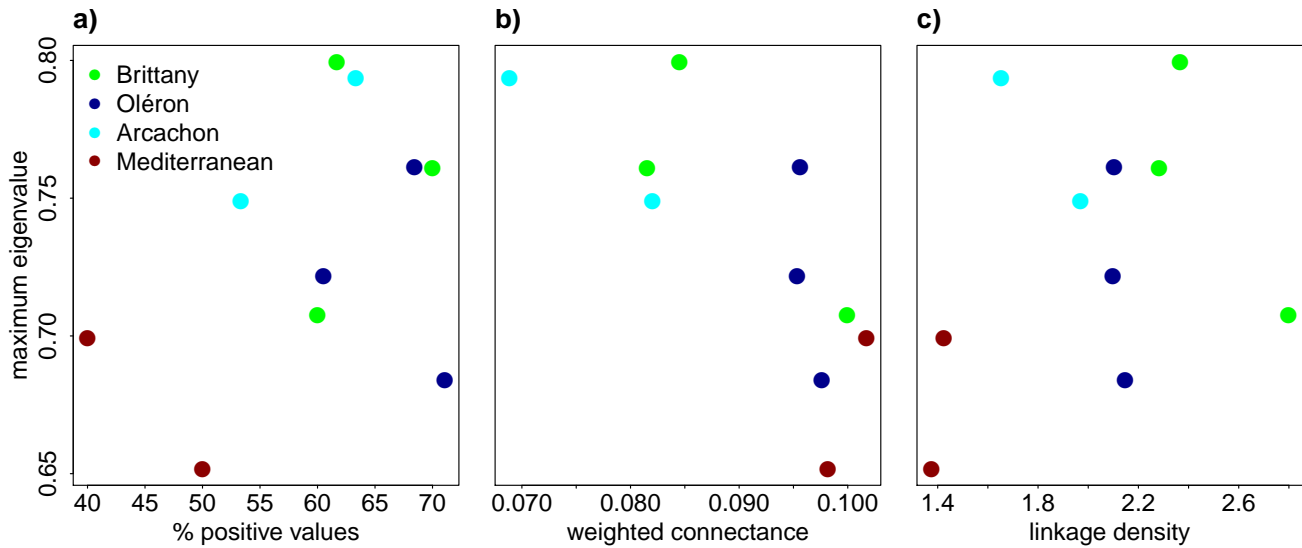 a)
b)
c)
Brittany
Oléron
Arcachon
Mediterranean
maximum eigenvalue
0.80
0.75
0.70
0.65
40 45 50 55 60 65 70
% positive values
0.070 0.080 0.090 0.100
weighted connectance
1.4 1.8 2.2 2.6
linkage density